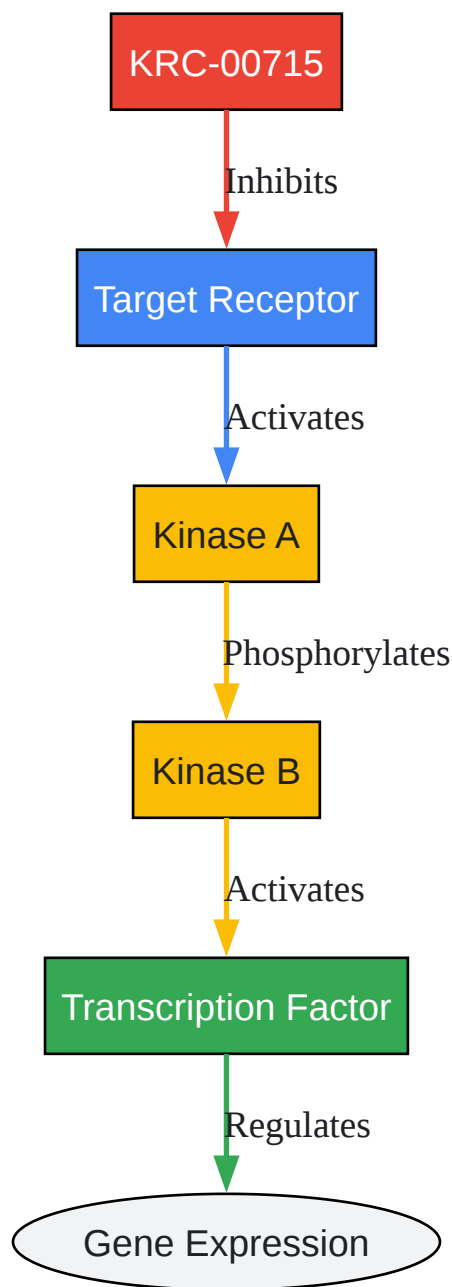 KRC-00715
Inhibits
Target Receptor
Activates
Kinase A
Phosphorylates
Kinase B
Activates
Transcription Factor
Regulates
Gene Expression